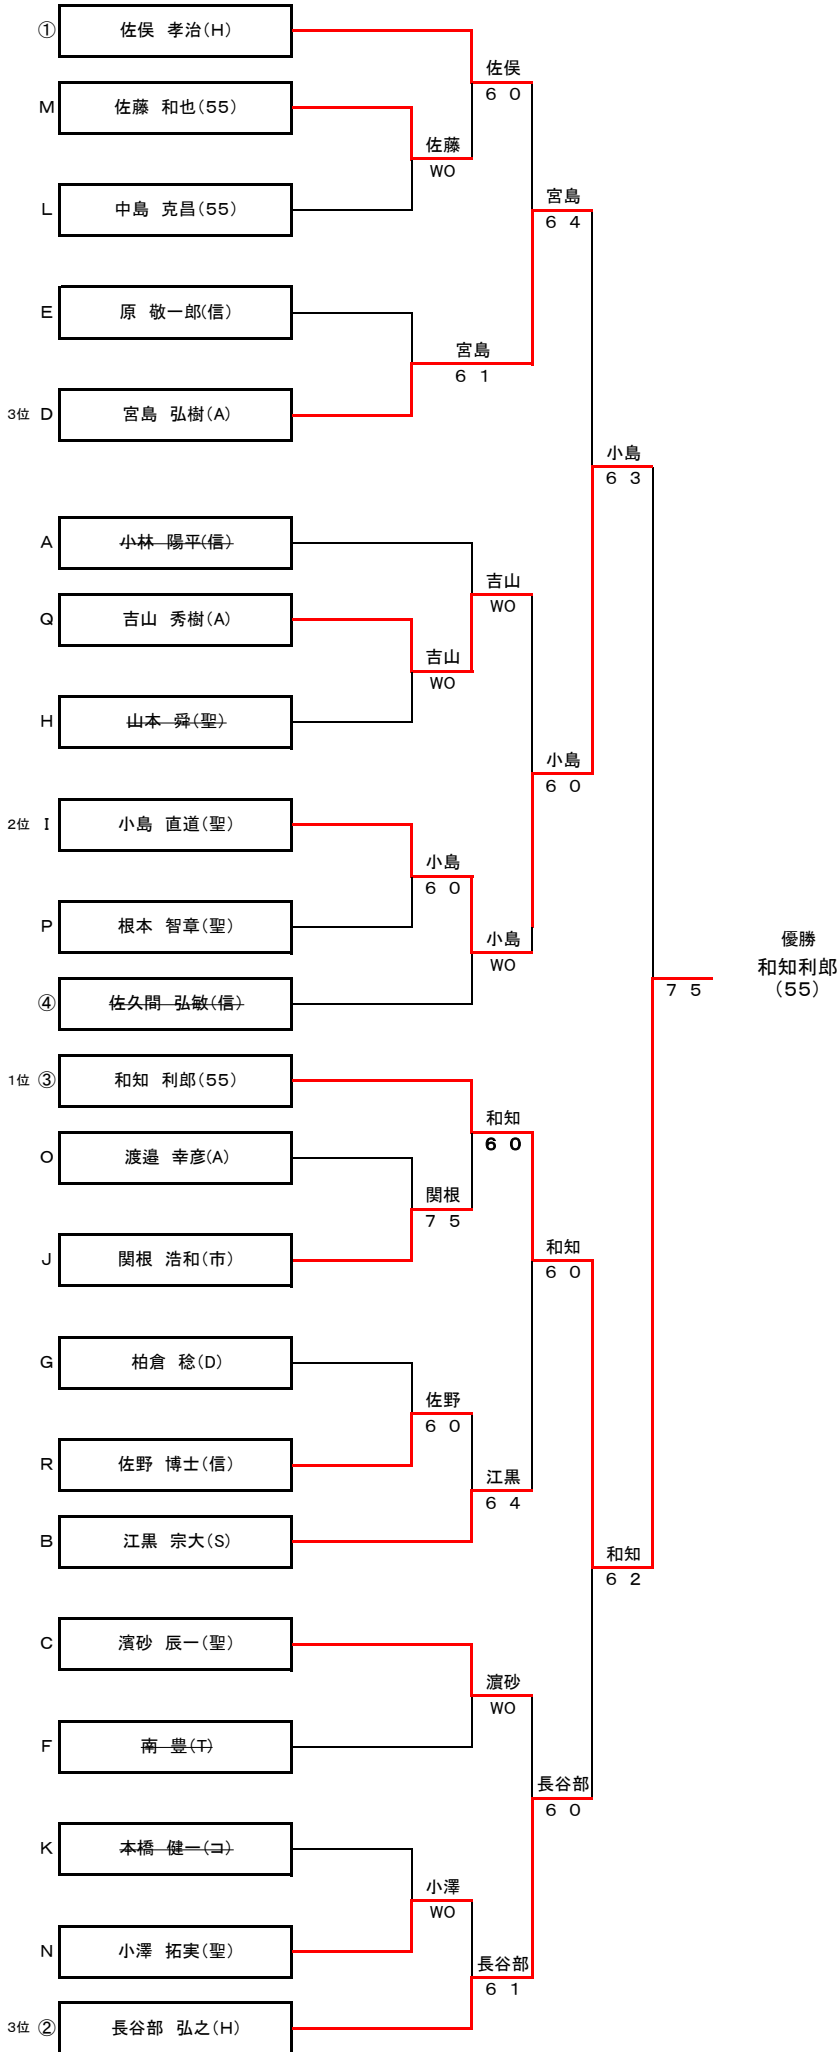 ① 佐俣 孝治(H)
佐俣
6 0
M 佐藤 和也(55)
佐藤
WO
L 中島 克昌(55)
宮島
6 4
E 原 敬一郎(信)
宮島
6 1
3位 D 宮島 弘樹(A)
小島
6 3
A 小林 陽平(信)
吉山
WO
Q 吉山 秀樹(A)
吉山
WO
H 山本 舜(聖)
小島
6 0
2位 I 小島 直道(聖)
小島
6 0
P 根本 智章(聖)
小島
WO
④ 佐久間 弘敏(信)
優勝
和知利郎
(55)
7 5
1位 ③ 和知 利郎(55)
和知
6 0
O 渡邉 幸彦(A)
関根
7 5
J 関根 浩和(市)
和知
6 0
G 柏倉 稔(D)
佐野
6 0
R 佐野 博士(信)
江黒
6 4
B 江黒 宗大(S)
和知
6 2
C 濱砂 辰一(聖)
濵砂
WO
F 南 豊(T)
長谷部
6 0
K 本橋 健一(コ)
小澤
WO
N 小澤 拓実(聖)
長谷部
6 1
3位 ② 長谷部 弘之(H)